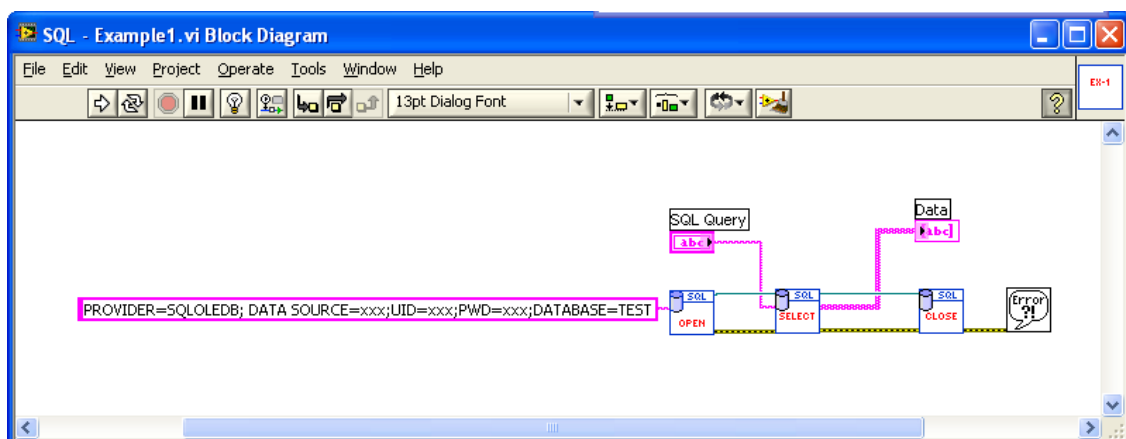 SQL - Example1.vi Block Diagram
File Edit View Project Operate Tools Window Help
13pt Dialog Font
EX-1
SQL Query
abc
Data
abc
PROVIDER=SQLOLEDB; DATA SOURCE=xxx;UID=xxx;PWD=xxx;DATABASE=TEST
SQL
OPEN
SQL
SELECT
SQL
CLOSE
Error
?!